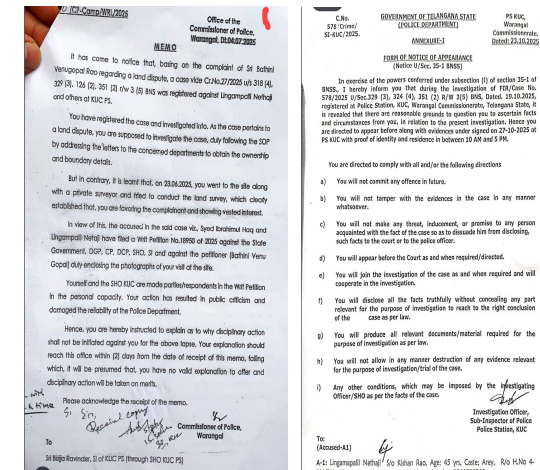 /CF-Camp/WRL/2025
Office of the
Commissioner of Police,
Warangal, Dt.04.07.2025
M E M O
It has come to notice that, basing on the complaint of Sri Bathini
Venugopal Rao regarding a land dispute, a case vide Cr.No.27/2025 u/s 318 (4),
329 (3), 126 (2), 351 (2) r/w 3 (5) BNS was registered against Lingampalli Nethaji
and others at KUC PS.
You have registered the case and investigated into. As the case pertains to
a land dispute, you are supposed to investigate the case, duly following the SOP
by addressing the letters to the concerned departments to obtain the ownership
and boundary details.
But in contrary, it is learnt that, on 23.06.2025, you went to the site along
with a private surveyor and tried to conduct the land survey, which clearly
established that, you are favoring the complainant and showing vested interest.
In view of this, the accused in the said case viz., Syed Ibrahimul Haq and
Lingampalli Netaji have filed a Writ Petition No.18950 of 2025 against the State
Government, DGP, CP, DCP, SHO, SI and against the petitioner (Bathini Venu
Gopal) duly enclosing the photographs of your visit at the site.
Yourself and the SHO KUC are made parties/respondents in the Writ Petition
in the personal capacity. Your action has resulted in public criticism and
damaged the reliability of the Police Department.
Hence, you are hereby instructed to explain as to why disciplinary action
shall not be initiated against you for the above lapse. Your explanation should
reach this office within (2) days from the date of receipt of this memo, failing
which, it will be presumed that, you have no valid explanation to offer and
disciplinary action will be taken on merits.
Please acknowledge the receipt of the memo.
with
time
Sir,
Received copy
Commissioner of Police,
Warangal
To
Sri Bajja Ravinder, SI of KUC PS (through SHO KUC PS)
C.No.
578 'Crime/
SI-KUC/2025.
GOVERNMENT OF TELANGANA STATE
(POLICE DEPARTMENT)
PS KUC,
Warangal
Commissionerate.
Dated: 23.10.2025
ANNEXURE-1
FORM OF NOTICE OF APPEARANCE
(Notice U/Sec. 35-1 BNSS)
In exercise of the powers conferred under subsection (I) of section 35-1 of
BNSS., I hereby inform you that during the investigation of FIR/Case No.
578/2025 U/Sec.329 (3), 324 (4), 351 (2) R/W 3(5) BNS, Dated. 19.10.2025,
registered at Police Station, KUC, Warangal Commissionerate, Telangana State, it
is revealed that there are reasonable grounds to question you to ascertain facts
and circumstances from you, in relation to the present investigation. Hence you are
directed to appear before along with evidences under signed on 27-10-2025 at
PS KUC with proof of identity and residence in between 10 AM and 5 PM.
You are directed to comply with all and/or the following directions
a) You will not commit any offence in future.
b) You will not tamper with the evidences in the case in any manner
whatsoever.
c) You will not make any threat, inducement, or promise to any person
acquainted with the fact of the case so as to dissuade him from disclosing,
such facts to the court or to the police officer.
d) You will appear before the Court as and when required/directed.
e) You will join the investigation of the case as and when required and will
cooperate in the investigation.
f) You will disclose all the facts truthfully without concealing any part
relevant for the purpose of investigation to reach to the right conclusion
of the case as per law.
g) You will produce all relevant documents/material required for the
purpose of investigation as per law.
h) You will not allow in any manner destruction of any evidence relevant
for the purpose of investigation/trial of the case.
i) Any other conditions, which may be imposed by the investigating
Officer/SHO as per the facts of the case.
Investigation Officer,
Sub-Inspector of Police
Police Station, KUC
To:
(Accused-A1)
A-1: Lingamapalli Nethaji S/o Kishan Rao, Age: 45 yrs, Caste; Arey, R/o H.No 4-